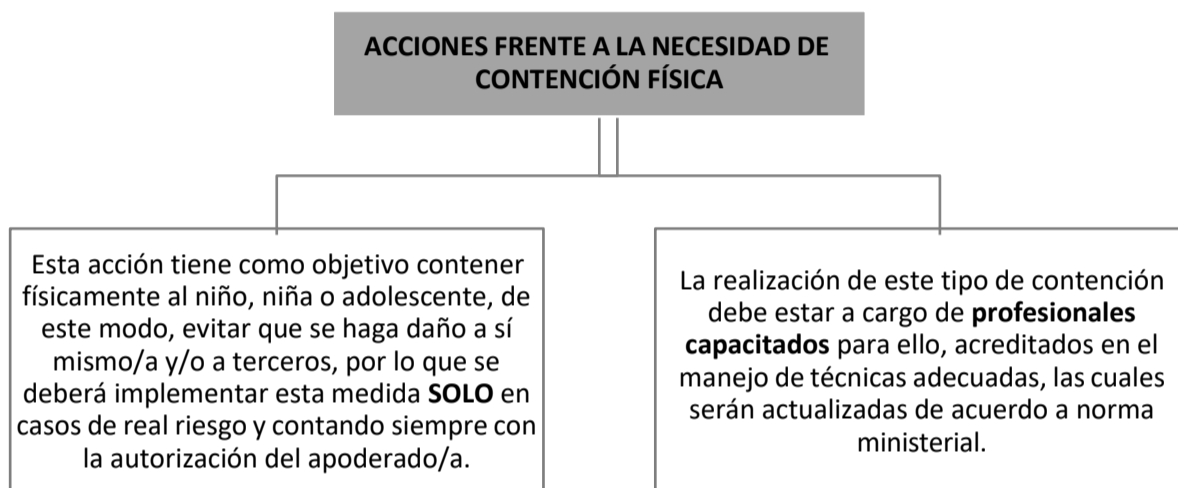 ACCIONES FRENTE A LA NECESIDAD DE
CONTENCIÓN FÍSICA
Esta acción tiene como objetivo contener
físicamente al niño, niña o adolescente, de
este modo, evitar que se haga daño a sí
mismo/a y/o a terceros, por lo que se
deberá implementar esta medida SOLO en
casos de real riesgo y contando siempre con
la autorización del apoderado/a.
La realización de este tipo de contención
debe estar a cargo de profesionales
capacitados para ello, acreditados en el
manejo de técnicas adecuadas, las cuales
serán actualizadas de acuerdo a norma
ministerial.